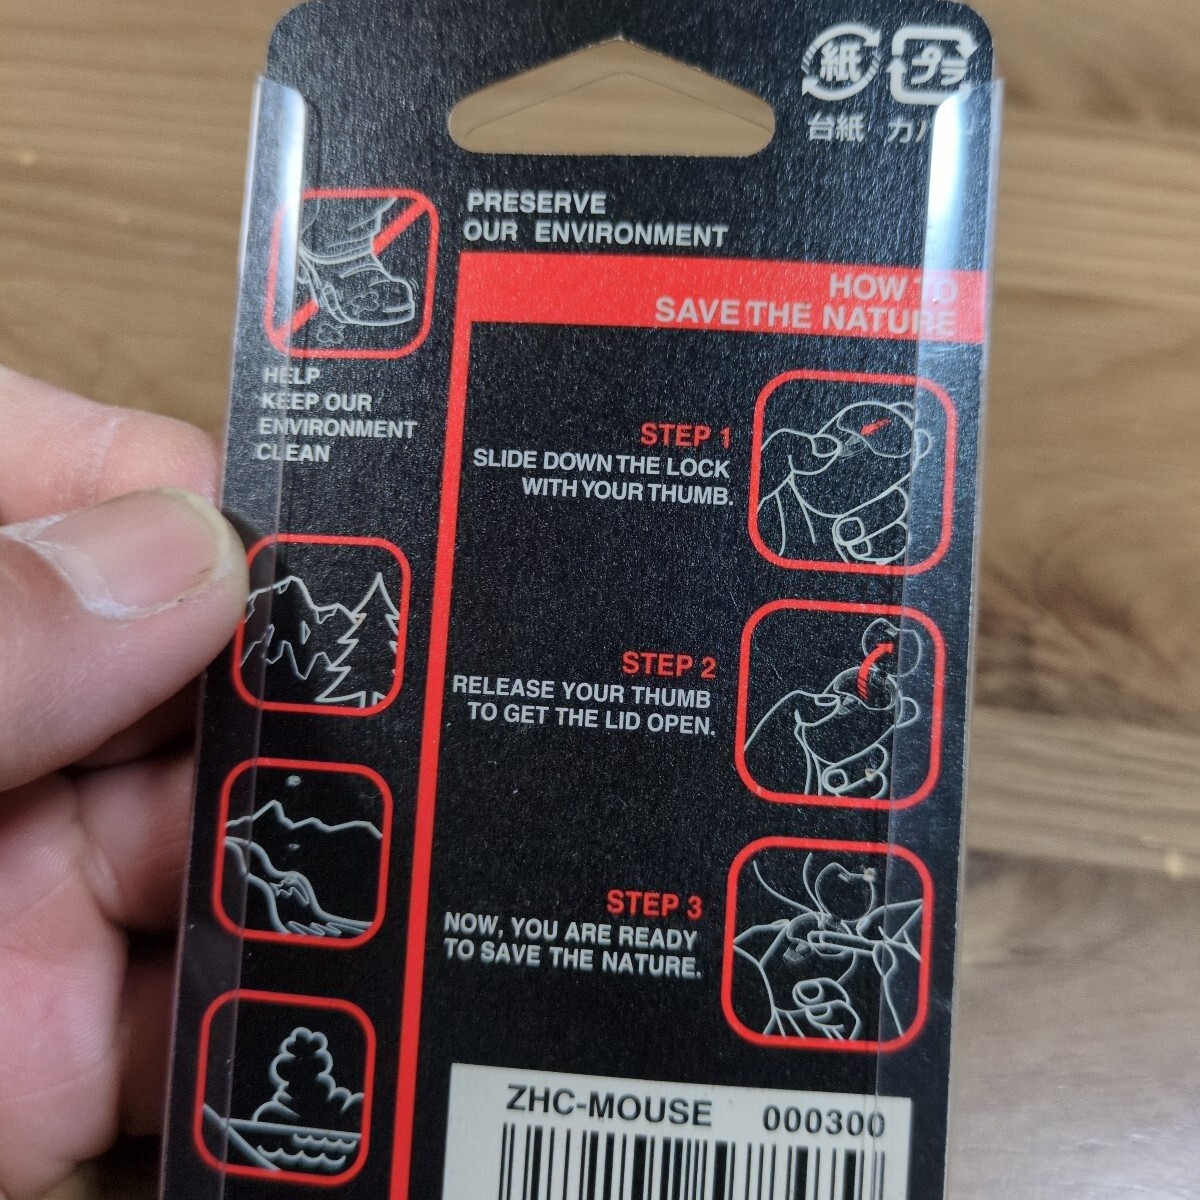 紙 プラ
台紙
PRESERVE
OUR ENVIRONMENT
HOW TO
SAVE THE NATURE
HELP
KEEP OUR
ENVIRONMENT
CLEAN
STEP 1
SLIDE DOWN THE LOCK
WITH YOUR THUMB.
STEP 2
RELEASE YOUR THUMB
TO GET THE LID OPEN.
STEP 3
NOW, YOU ARE READY
TO SAVE THE NATURE.
ZHC-MOUSE 000300